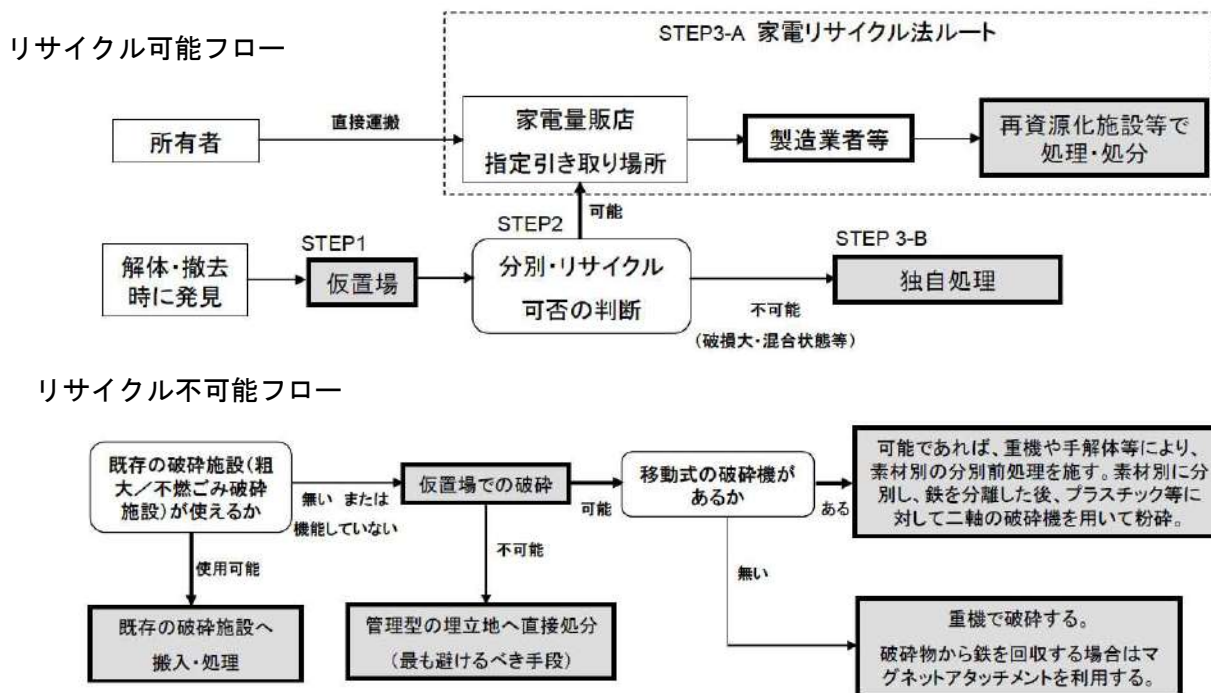 リサイクル可能フロー
STEP3-A 家電リサイクル法ルート
所有者
直接運搬
家電量販店
指定引き取り場所
製造業者等
再資源化施設等で
処理・処分
可能
STEP2
STEP1
STEP 3-B
解体・撤去
時に発見
仮置場
分別・リサイクル
可否の判断
独自処理
不可能
(破損大・混合状態等)
リサイクル不可能フロー
既存の破砕施設(粗
大/不燃ごみ破砕
施設)が使えるか
無い または
機能していない
仮置場での破砕
可能
移動式の破砕機が
あるか
ある
可能であれば、重機や手解体等により、
素材別の分別前処理を施す。素材別に分
別し、鉄を分離した後、プラスチック等に
対して二軸の破砕機を用いて粉砕。
使用可能
不可能
無い
既存の破砕施設へ
搬入・処理
管理型の埋立地へ直接処分
(最も避けるべき手段)
重機で破砕する。
破砕物から鉄を回収する場合はマ
グネットアタッチメントを利用する。